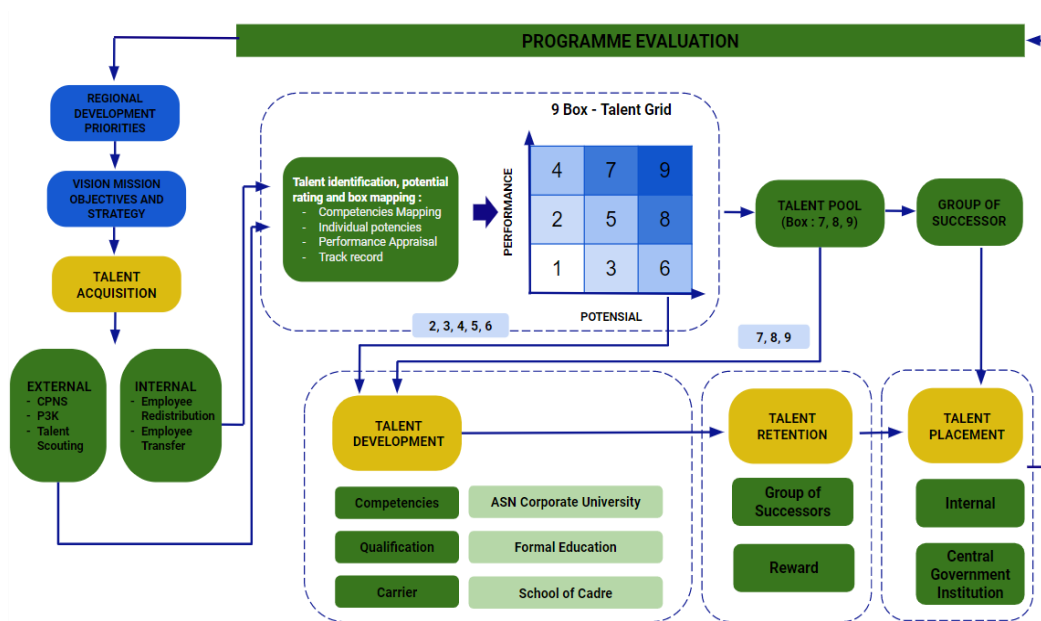 PROGRAMME EVALUATION
REGIONAL
DEVELOPMENT
PRIORITIES
VISION MISSION
OBJECTIVES AND
STRATEGY
TALENT
ACQUISITION
EXTERNAL
- CPNS
- P3K
- Talent
Scouting
INTERNAL
- Employee
Redistribution
- Employee
Transfer
Talent identification, potential
rating and box mapping :
- Competencies Mapping
- Individual potencies
- Performance Appraisal
- Track record
9 Box - Talent Grid
PERFORMANCE
4 7 9
2 5 8
1 3 6
POTENSIAL
2, 3, 4, 5, 6
TALENT POOL
(Box : 7, 8, 9)
GROUP OF
SUCCESSOR
7, 8, 9
TALENT
DEVELOPMENT
Competencies
ASN Corporate University
Qualification
Formal Education
Carrier
School of Cadre
TALENT
RETENTION
Group of
Successors
Reward
TALENT
PLACEMENT
Internal
Central
Government
Institution